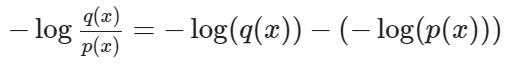 $-\log \frac{q(x)}{p(x)} = -\log(q(x)) - (-\log(p(x)))$